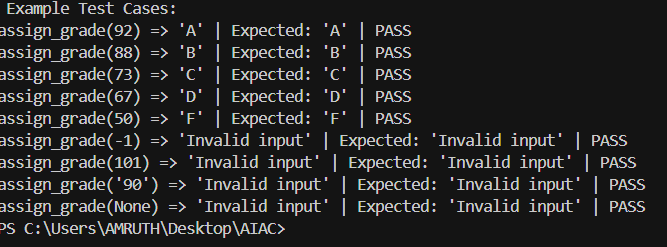 Example Test Cases:
assign_grade(92) => 'A' | Expected: 'A' | PASS
assign_grade(88) => 'B' | Expected: 'B' | PASS
assign_grade(73) => 'C' | Expected: 'C' | PASS
assign_grade(67) => 'D' | Expected: 'D' | PASS
assign_grade(50) => 'F' | Expected: 'F' | PASS
assign_grade(-1) => 'Invalid input' | Expected: 'Invalid input' | PASS
assign_grade(101) => 'Invalid input' | Expected: 'Invalid input' | PASS
assign_grade('90') => 'Invalid input' | Expected: 'Invalid input' | PASS
assign_grade(None) => 'Invalid input' | Expected: 'Invalid input' | PASS
PS C:\Users\AMRUTH\Desktop\AIAC>